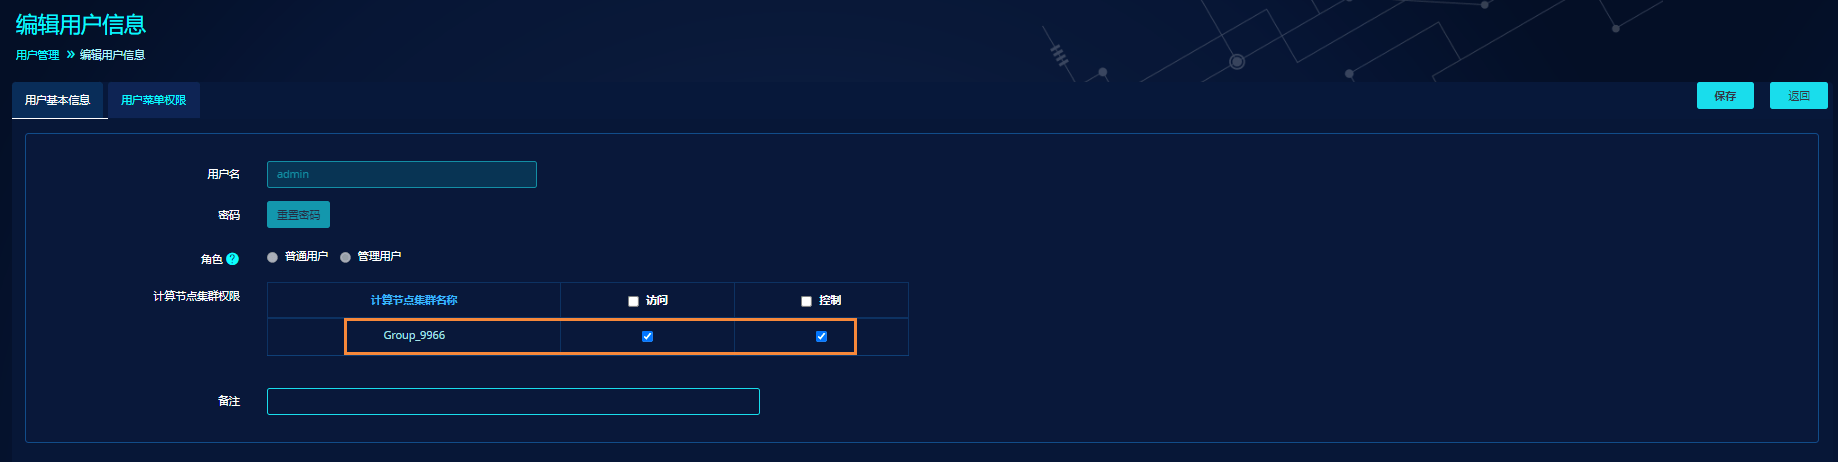 编辑用户信息
用户管理 » 编辑用户信息
用户基本信息 用户菜单权限 保存 返回
用户名 admin
密码 重置密码
角色 ? 普通用户 管理用户
计算节点集群权限 计算节点集群名称 访问 控制
Group_9966
备注